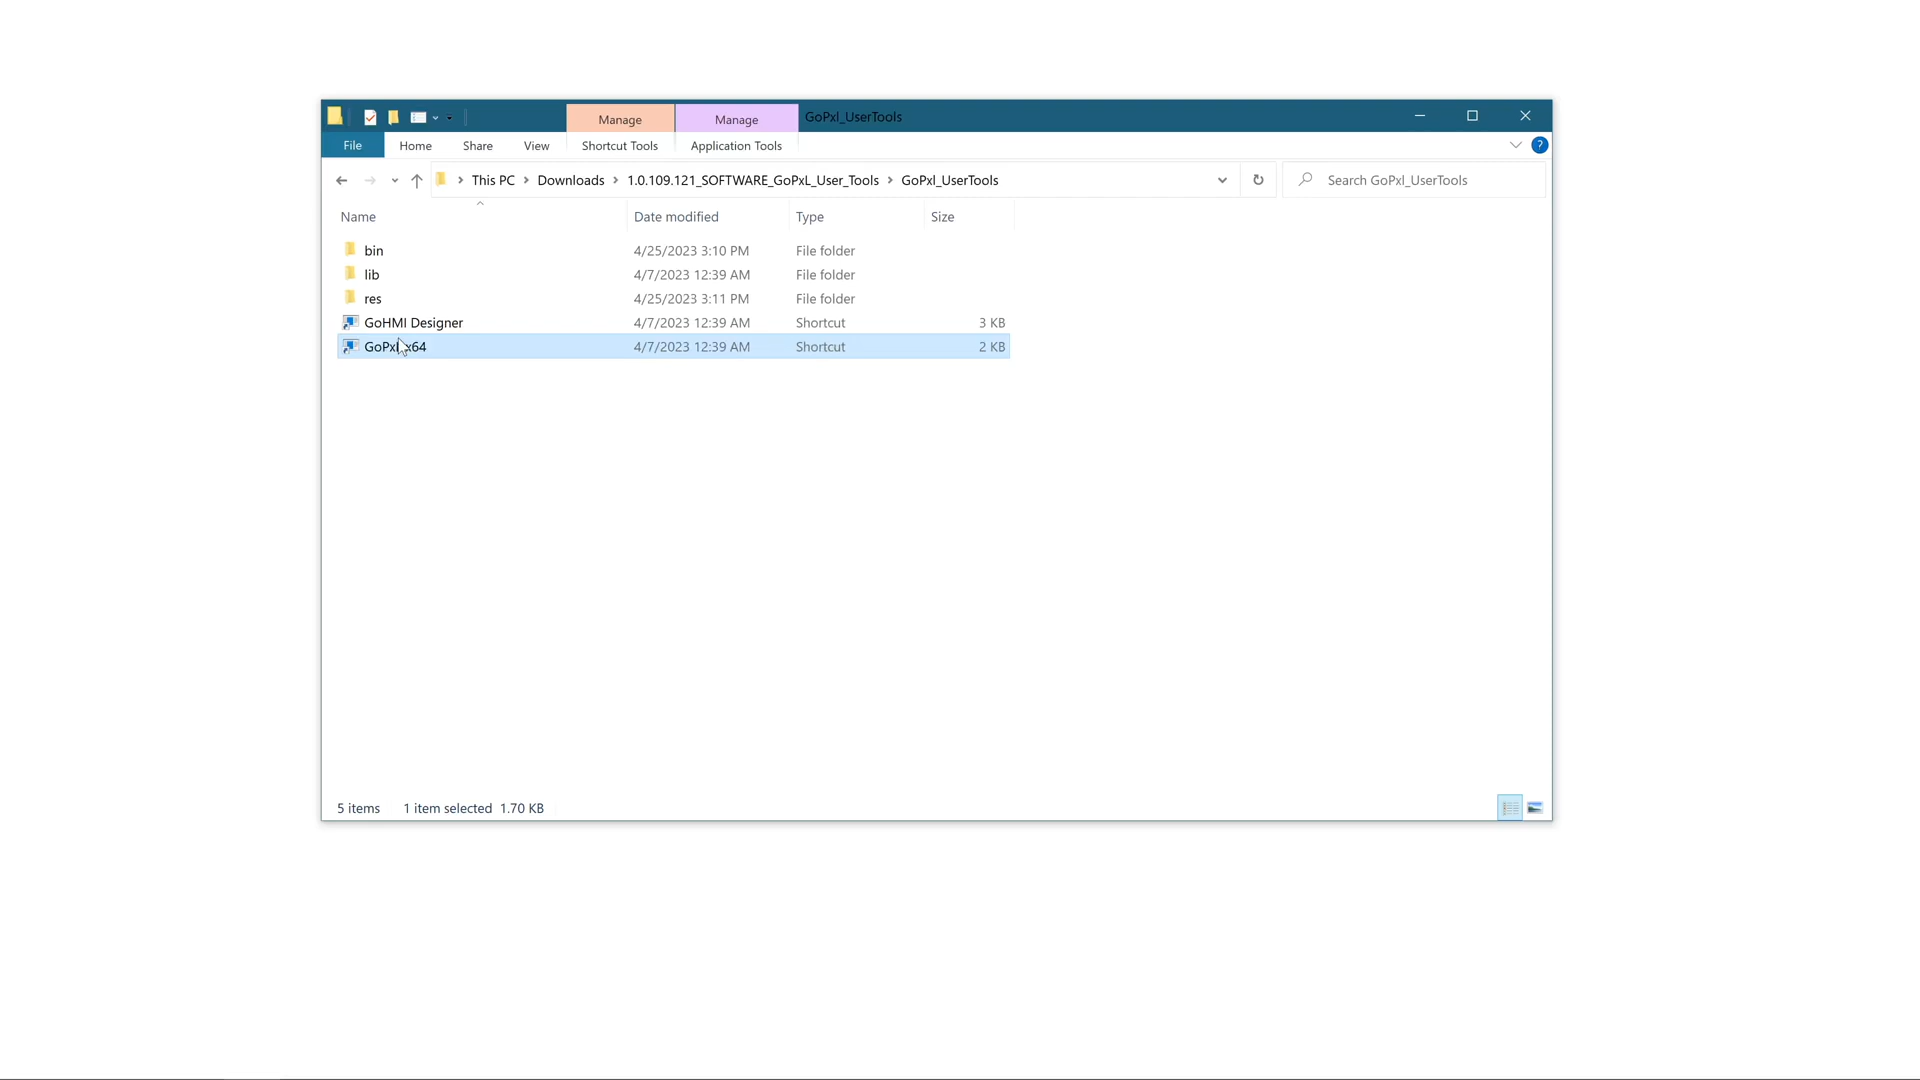 Manage Manage GoPxl_UserTools
File Home Share View Shortcut Tools Application Tools ?
This PC Downloads 1.0.109.121_SOFTWARE_GoPxL_User_Tools GoPxl_UserTools Search GoPxl_UserTools
Name Date modified Type Size
bin 4/25/2023 3:10 PM File folder
lib 4/7/2023 12:39 AM File folder
res 4/25/2023 3:11 PM File folder
GoHMI Designer 4/7/2023 12:39 AM Shortcut 3 KB
4/7/2023 12:39 AM Shortcut 2 KB
5 items 1 item selected 1.70 KB